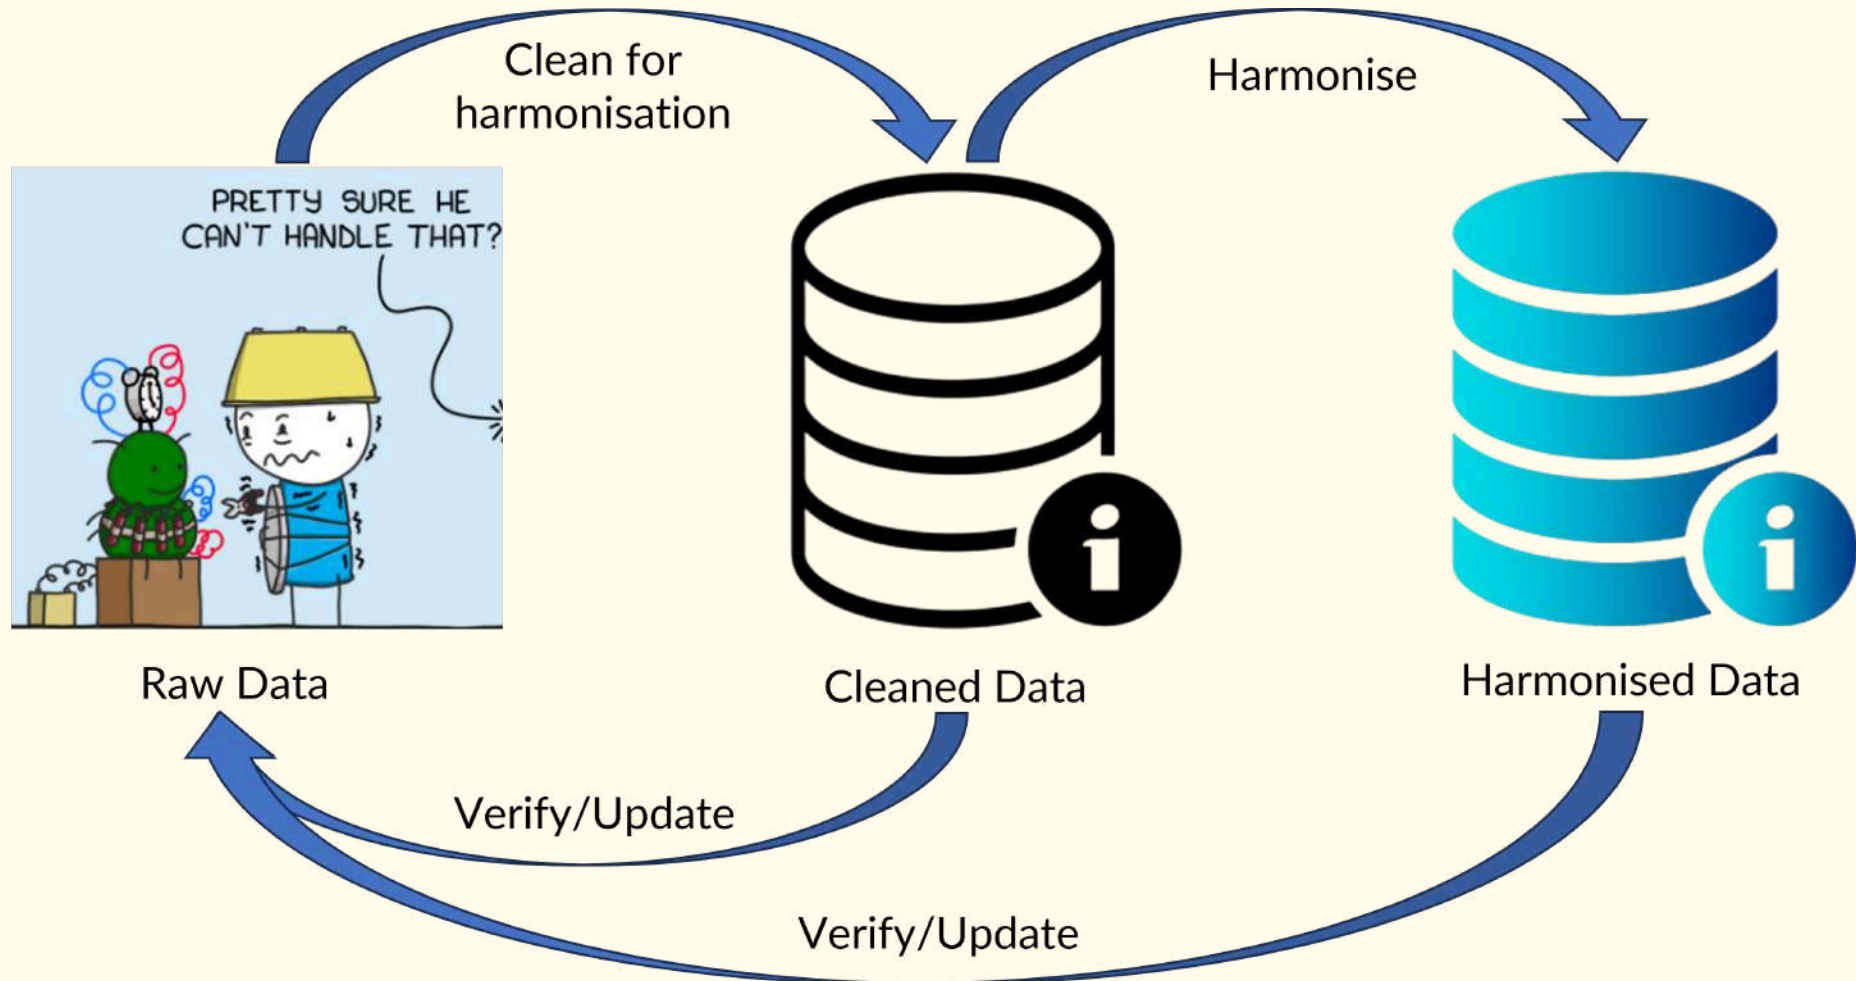 Clean for
harmonisation
Harmonise
PRETTY SURE HE
CAN'T HANDLE THAT?
i
i
Raw Data
Cleaned Data
Harmonised Data
Verify/Update
Verify/Update